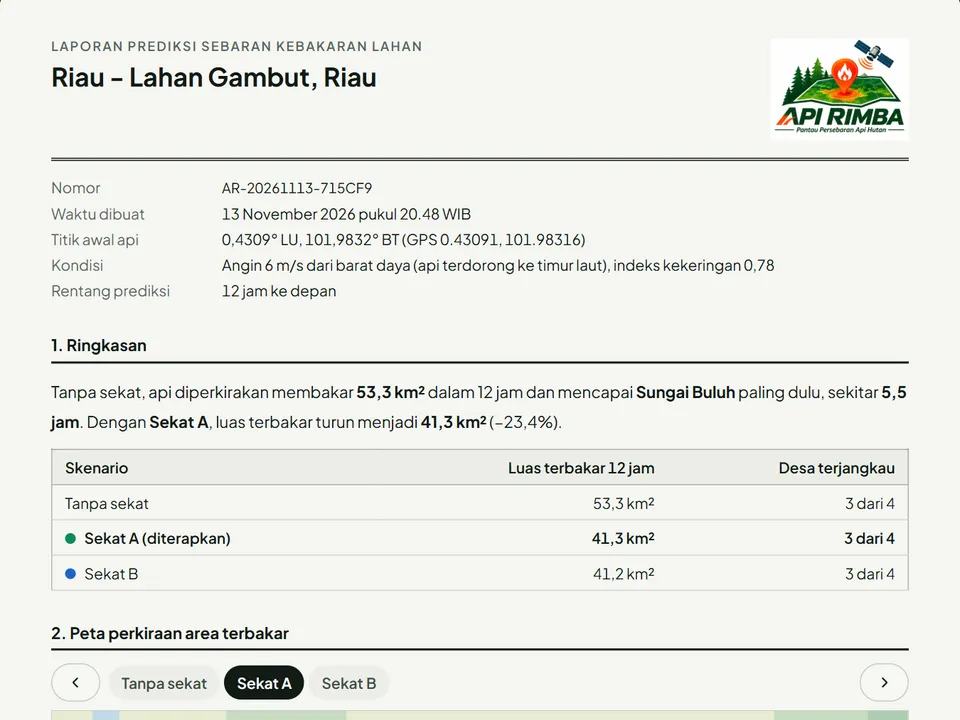 LAPORAN PREDIKSI SEBARAN KEBAKARAN LAHAN
Riau – Lahan Gambut, Riau
API RIMBA
Pantau Persebaran Api Hutan
Nomor AR-20261113-715CF9
Waktu dibuat 13 November 2026 pukul 20.48 WIB
Titik awal api 0,4309° LU, 101,9832° BT (GPS 0.43091, 101.98316)
Kondisi Angin 6 m/s dari barat daya (api terdorong ke timur laut), indeks kekeringan 0,78
Rentang prediksi 12 jam ke depan
1. Ringkasan
Tanpa sekat, api diperkirakan membakar 53,3 km² dalam 12 jam dan mencapai Sungai Buluh paling dulu, sekitar 5,5
jam. Dengan Sekat A, luas terbakar turun menjadi 41,3 km² (−23,4%).
Skenario Luas terbakar 12 jam Desa terjangkau
Tanpa sekat 53,3 km² 3 dari 4
Sekat A (diterapkan) 41,3 km² 3 dari 4
Sekat B 41,2 km² 3 dari 4
2. Peta perkiraan area terbakar
Tanpa sekat Sekat A Sekat B